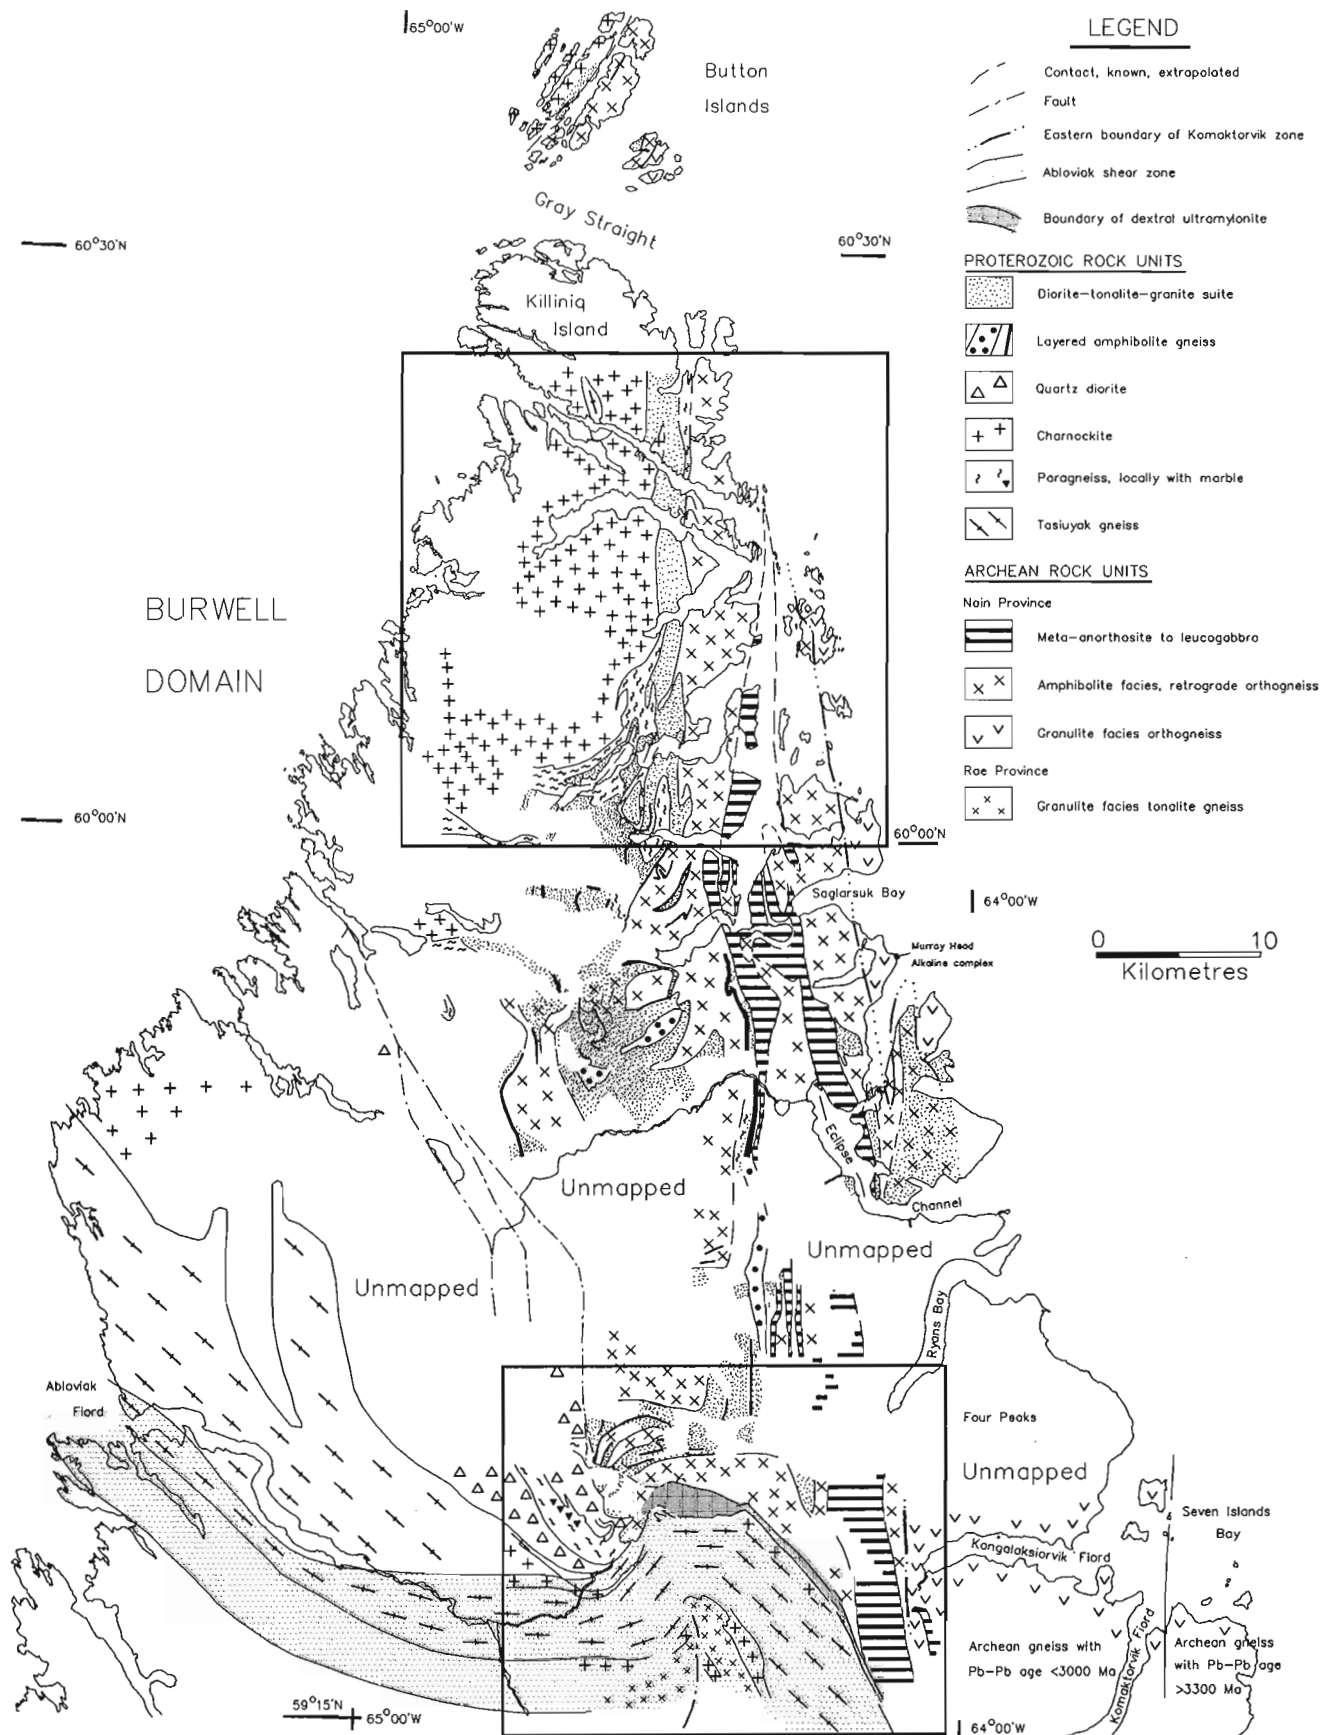 65°00'W
Button
Islands
Gray Straight
60°30'N
60°30'N
Killiniq
Island
BURWELL
DOMAIN
60°00'N
60°00'N
Saglarsuk Bay
64°00'W
Murray Head
Alkaline complex
0 10
Kilometres
Eclipse
Channel
Unmapped
Unmapped
Unmapped
Ryans Bay
Abloviak
Fiord
Four Peaks
Unmapped
Seven Islands
Bay
Kangalaksiorvik Fiord
Komaktorvik Fiord
Archean gneiss with
Pb-Pb age <3000 Ma
Archean gneiss
with Pb-Pb age
>3300 Ma
59°15'N
65°00'W
64°00'W
LEGEND
Contact, known, extrapolated
Fault
Eastern boundary of Komaktorvik zone
Abloviak shear zone
Boundary of dextral ultramylonite
PROTEROZOIC ROCK UNITS
Diorite-tonalite-granite suite
Layered amphibolite gneiss
Quartz diorite
Charnockite
Paragneiss, locally with marble
Tasiuyak gneiss
ARCHEAN ROCK UNITS
Nain Province
Meta-anorthosite to leucogabbro
Amphibolite facies, retrograde orthogneiss
Granulite facies orthogneiss
Rae Province
Granulite facies tonalite gneiss